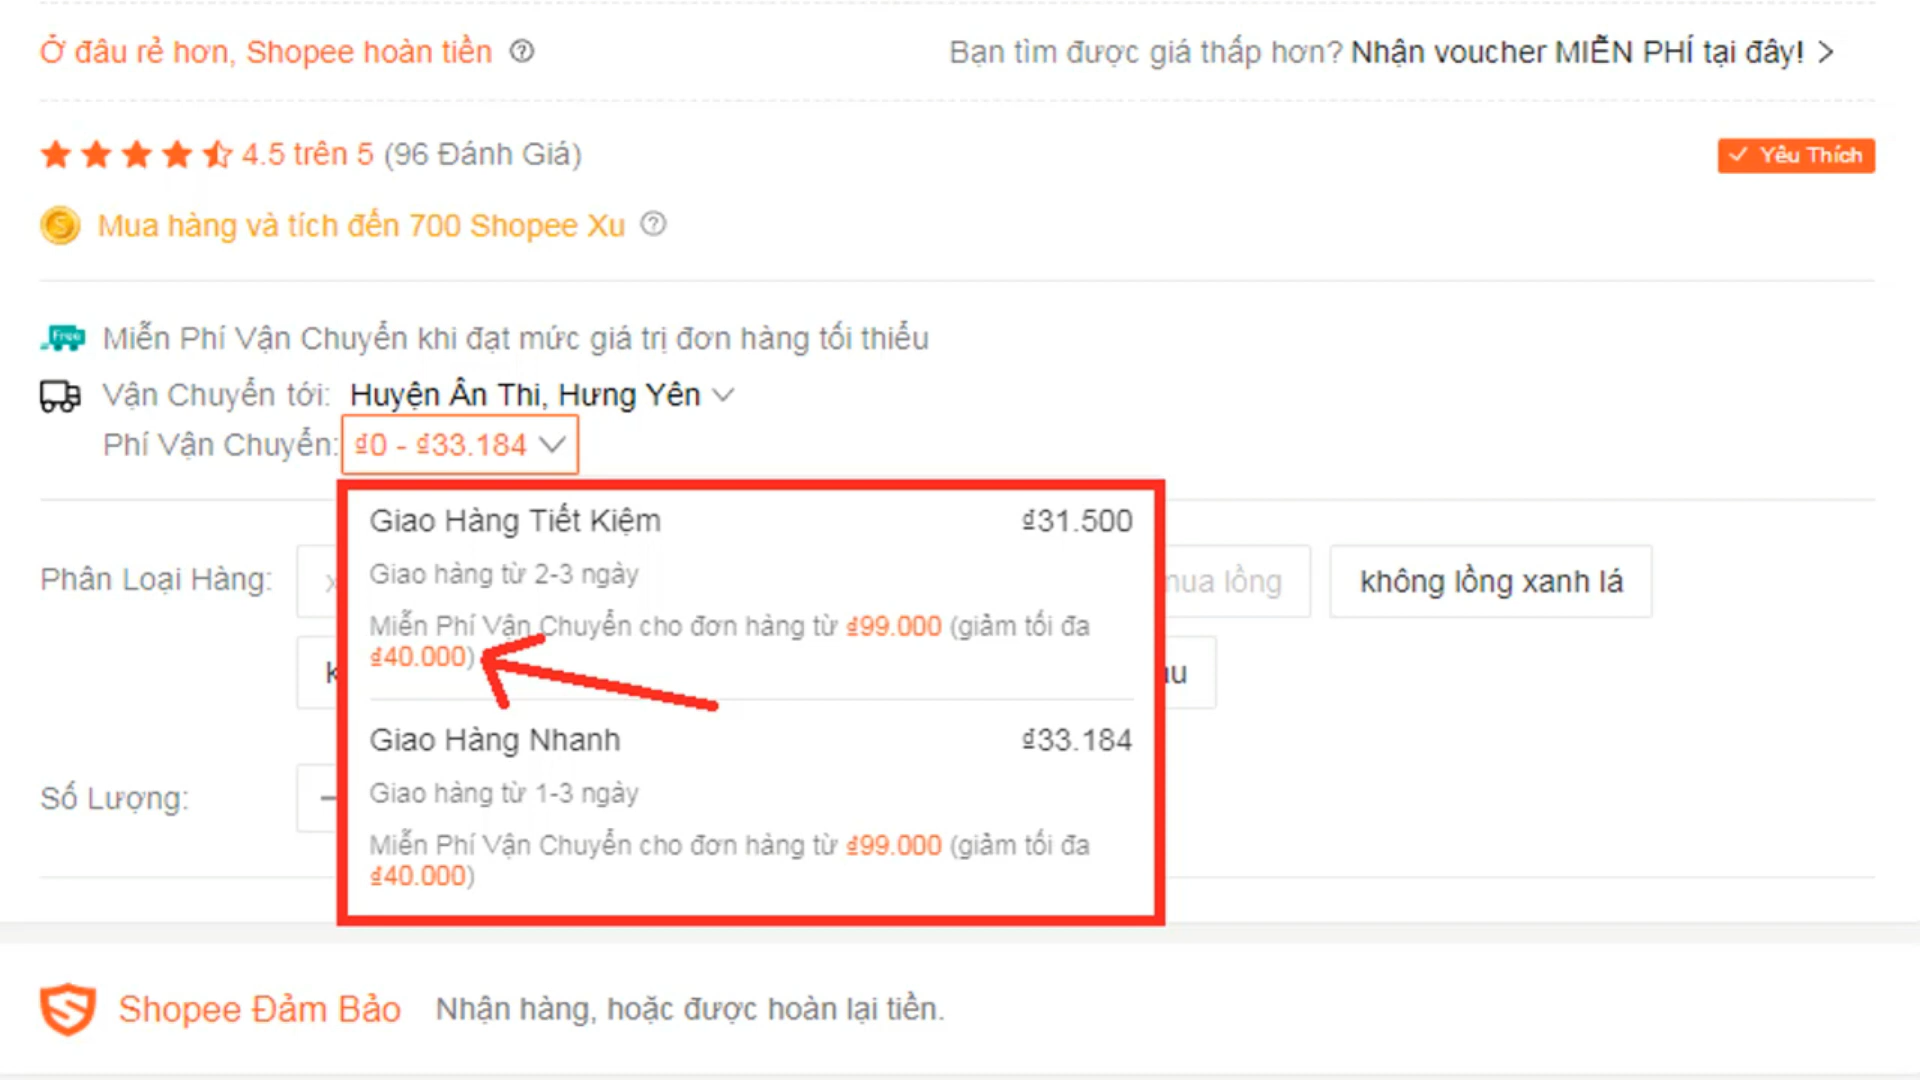 Ở đâu rẻ hơn, Shopee hoàn tiền ?
Bạn tìm được giá thấp hơn? Nhận voucher MIỄN PHÍ tại đây! >
4.5 trên 5 (96 Đánh Giá)
Yêu Thích
Mua hàng và tích đến 700 Shopee Xu ?
Free Miễn Phí Vận Chuyển khi đạt mức giá trị đơn hàng tối thiểu
Vận Chuyển tới: Huyện Ân Thi, Hưng Yên
Phí Vận Chuyển: ₫0 - ₫33.184
Giao Hàng Tiết Kiệm ₫31.500
Giao hàng từ 2-3 ngày
Miễn Phí Vận Chuyển cho đơn hàng từ ₫99.000 (giảm tối đa
₫40.000)
Giao Hàng Nhanh ₫33.184
Giao hàng từ 1-3 ngày
Miễn Phí Vận Chuyển cho đơn hàng từ ₫99.000 (giảm tối đa
₫40.000)
Phân Loại Hàng:
lồng
không lồng xanh lá
Số Lượng:
Shopee Đảm Bảo Nhận hàng, hoặc được hoàn lại tiền.